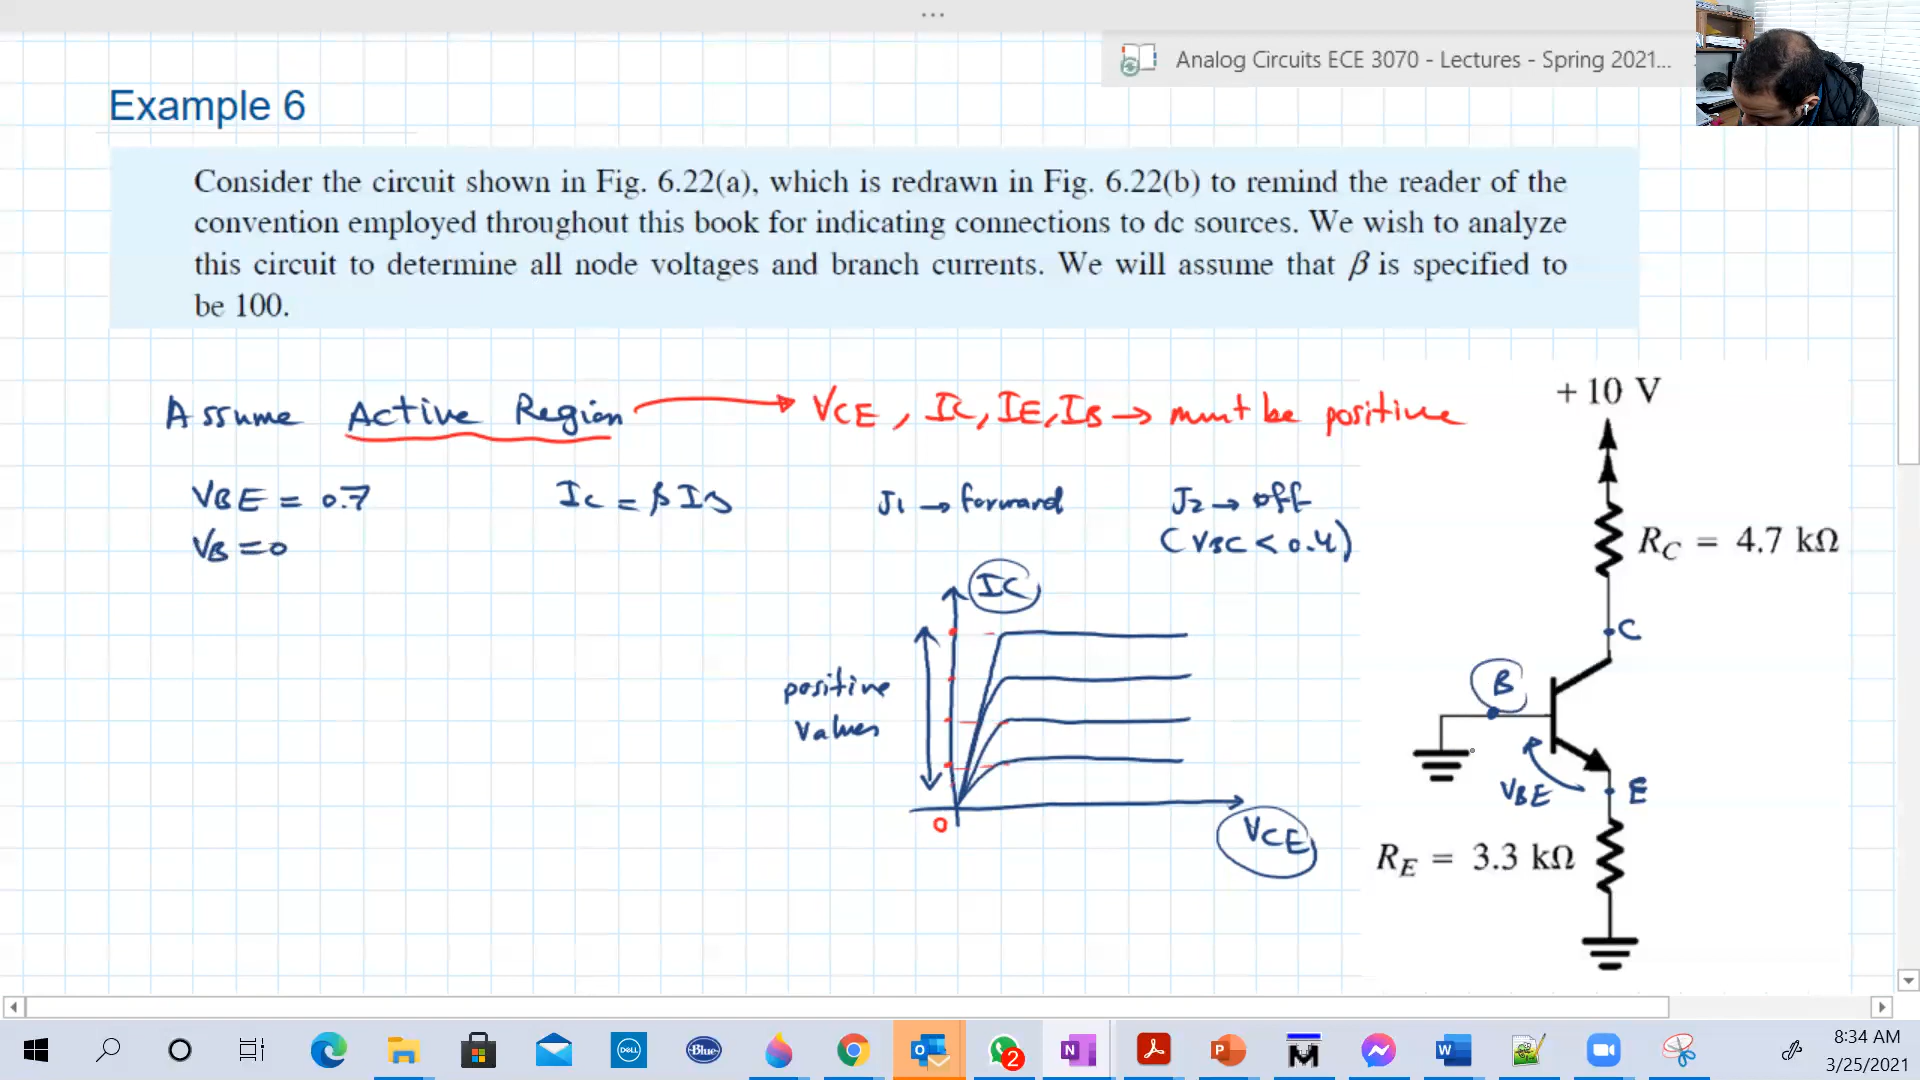 ...
Analog Circuits ECE 3070 - Lectures - Spring 2021...
Example 6
Consider the circuit shown in Fig. 6.22(a), which is redrawn in Fig. 6.22(b) to remind the reader of the
convention employed throughout this book for indicating connections to dc sources. We wish to analyze
this circuit to determine all node voltages and branch currents. We will assume that β is specified to
be 100.
Assume Active Region → VCE, IC, IE, IB → must be positive
VBE = 0.7 IC = β IB J1 → forward J2 → off
VB = 0 (VBC < 0.4)
IC
positive
values
0
VCE
+10 V
RC = 4.7 kΩ
C
B
VBE
E
RE = 3.3 kΩ
DELL
Blue
2
8:34 AM
3/25/2021